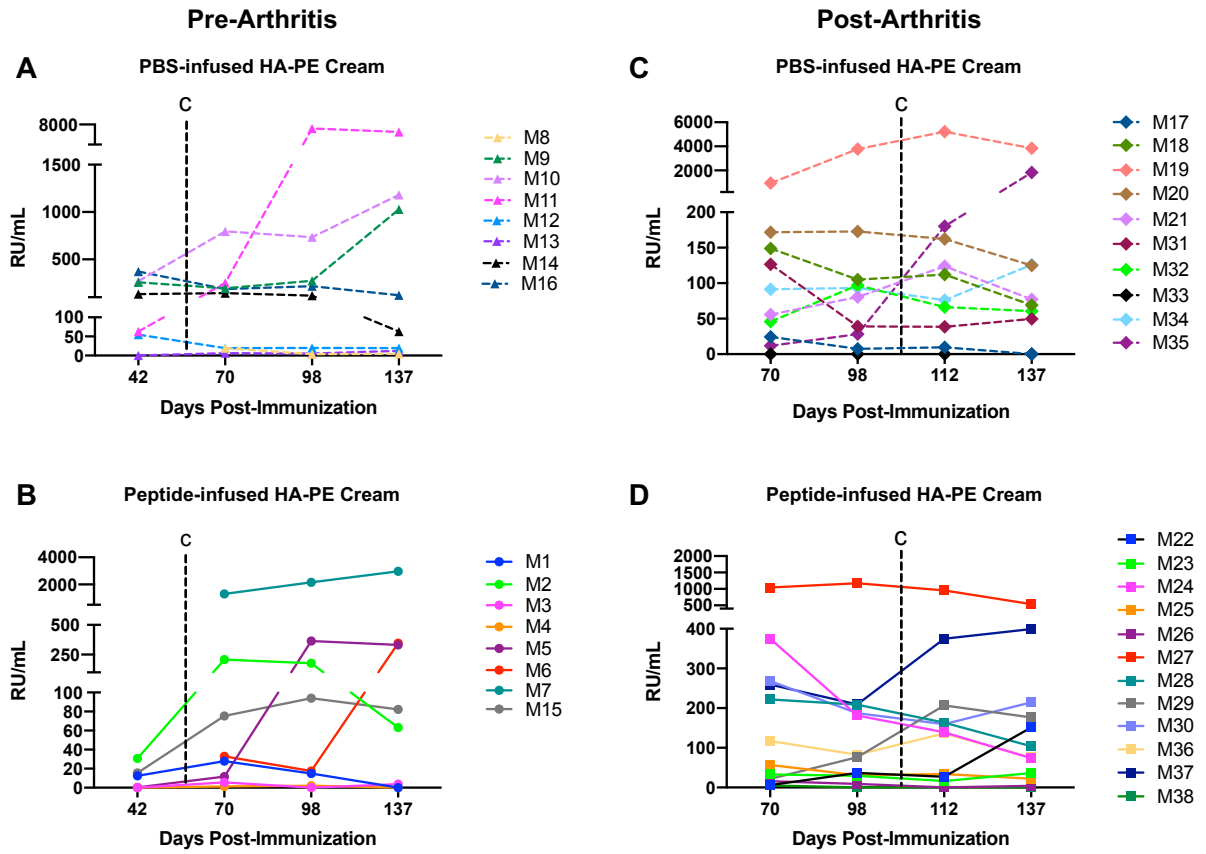 Pre-Arthritis
A
PBS-infused HA-PE Cream
C
8000
1500
1000
500
100
50
0
RU/mL
42
70
98
137
Days Post-Immunization
M8
M9
M10
M11
M12
M13
M14
M16
B
Peptide-infused HA-PE Cream
C
4000
2000
500
250
100
80
60
40
20
0
RU/mL
42
70
98
137
Days Post-Immunization
M1
M2
M3
M4
M5
M6
M7
M15
Post-Arthritis
C
PBS-infused HA-PE Cream
C
6000
4000
2000
200
150
100
50
0
RU/mL
70
98
112
137
Days Post-Immunization
M17
M18
M19
M20
M21
M31
M32
M33
M34
M35
D
Peptide-infused HA-PE Cream
C
2000
1500
1000
500
400
300
200
100
0
RU/mL
70
98
112
137
Days Post-Immunization
M22
M23
M24
M25
M26
M27
M28
M29
M30
M36
M37
M38